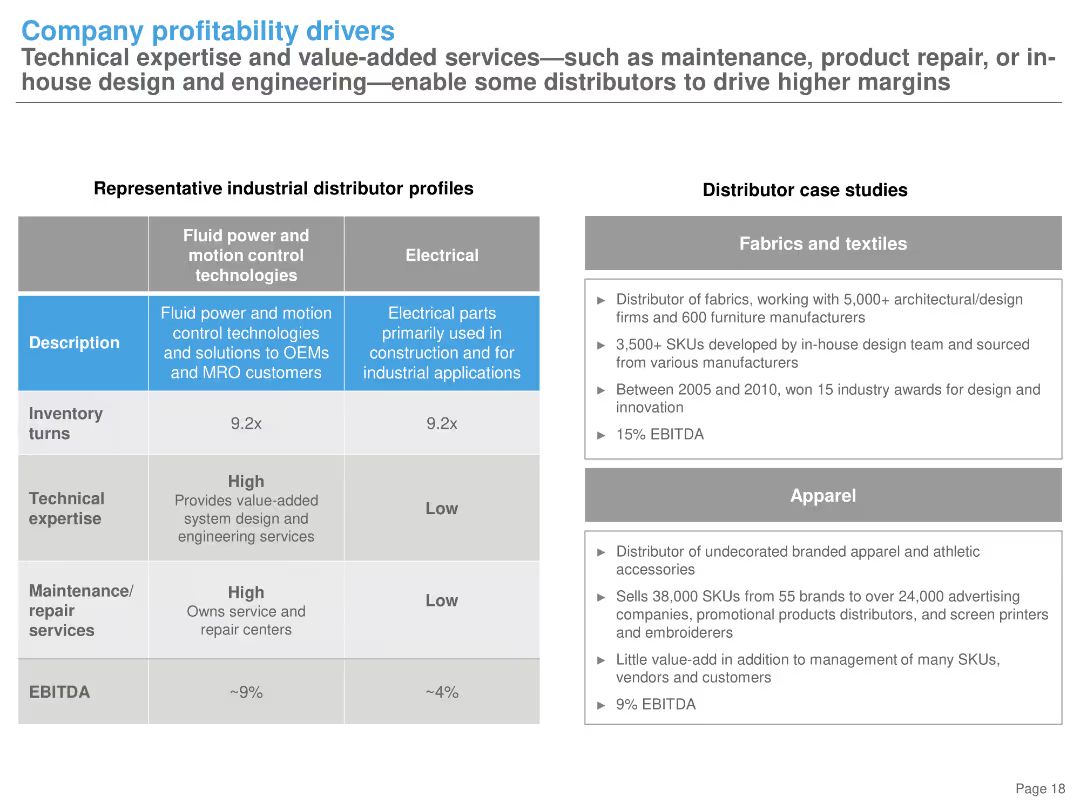 Company profitability drivers
Technical expertise and value-added services—such as maintenance, product repair, or in-
house design and engineering—enable some distributors to drive higher margins
Representative industrial distributor profiles
Fluid power and
motion control
technologies
Electrical
Description
Fluid power and motion
control technologies
and solutions to OEMs
and MRO customers
Electrical parts
primarily used in
construction and for
industrial applications
Inventory
turns
9.2x
9.2x
Technical
expertise
High
Provides value-added
system design and
engineering services
Low
Maintenance/
repair
services
High
Owns service and
repair centers
Low
EBITDA
~9%
~4%
Distributor case studies
Fabrics and textiles
► Distributor of fabrics, working with 5,000+ architectural/design
firms and 600 furniture manufacturers
► 3,500+ SKUs developed by in-house design team and sourced
from various manufacturers
► Between 2005 and 2010, won 15 industry awards for design and
innovation
► 15% EBITDA
Apparel
► Distributor of undecorated branded apparel and athletic
accessories
► Sells 38,000 SKUs from 55 brands to over 24,000 advertising
companies, promotional products distributors, and screen printers
and embroiderers
► Little value-add in addition to management of many SKUs,
vendors and customers
► 9% EBITDA
Page 18